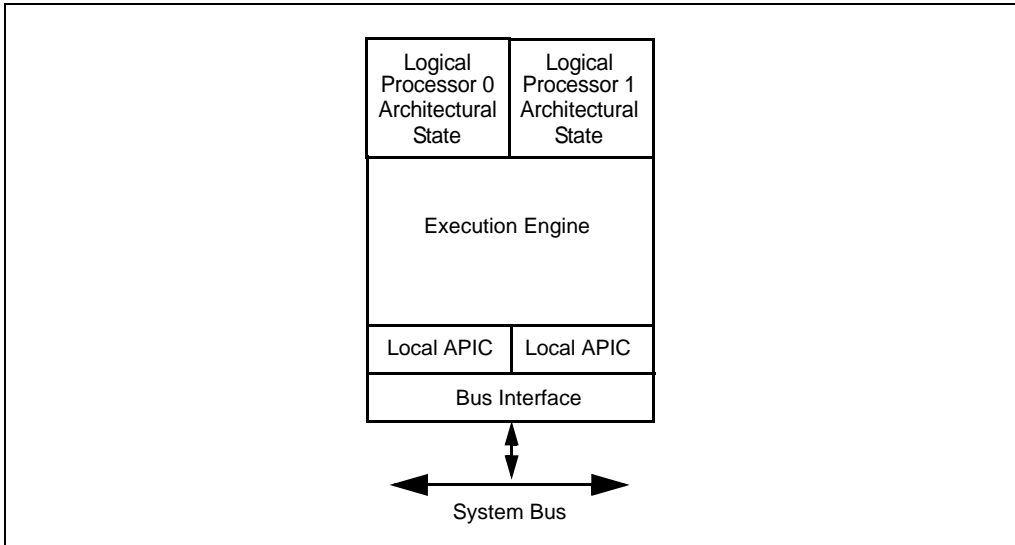 Logical
Processor 0
Architectural
State
Logical
Processor 1
Architectural
State
Execution Engine
Local APIC
Local APIC
Bus Interface
System Bus